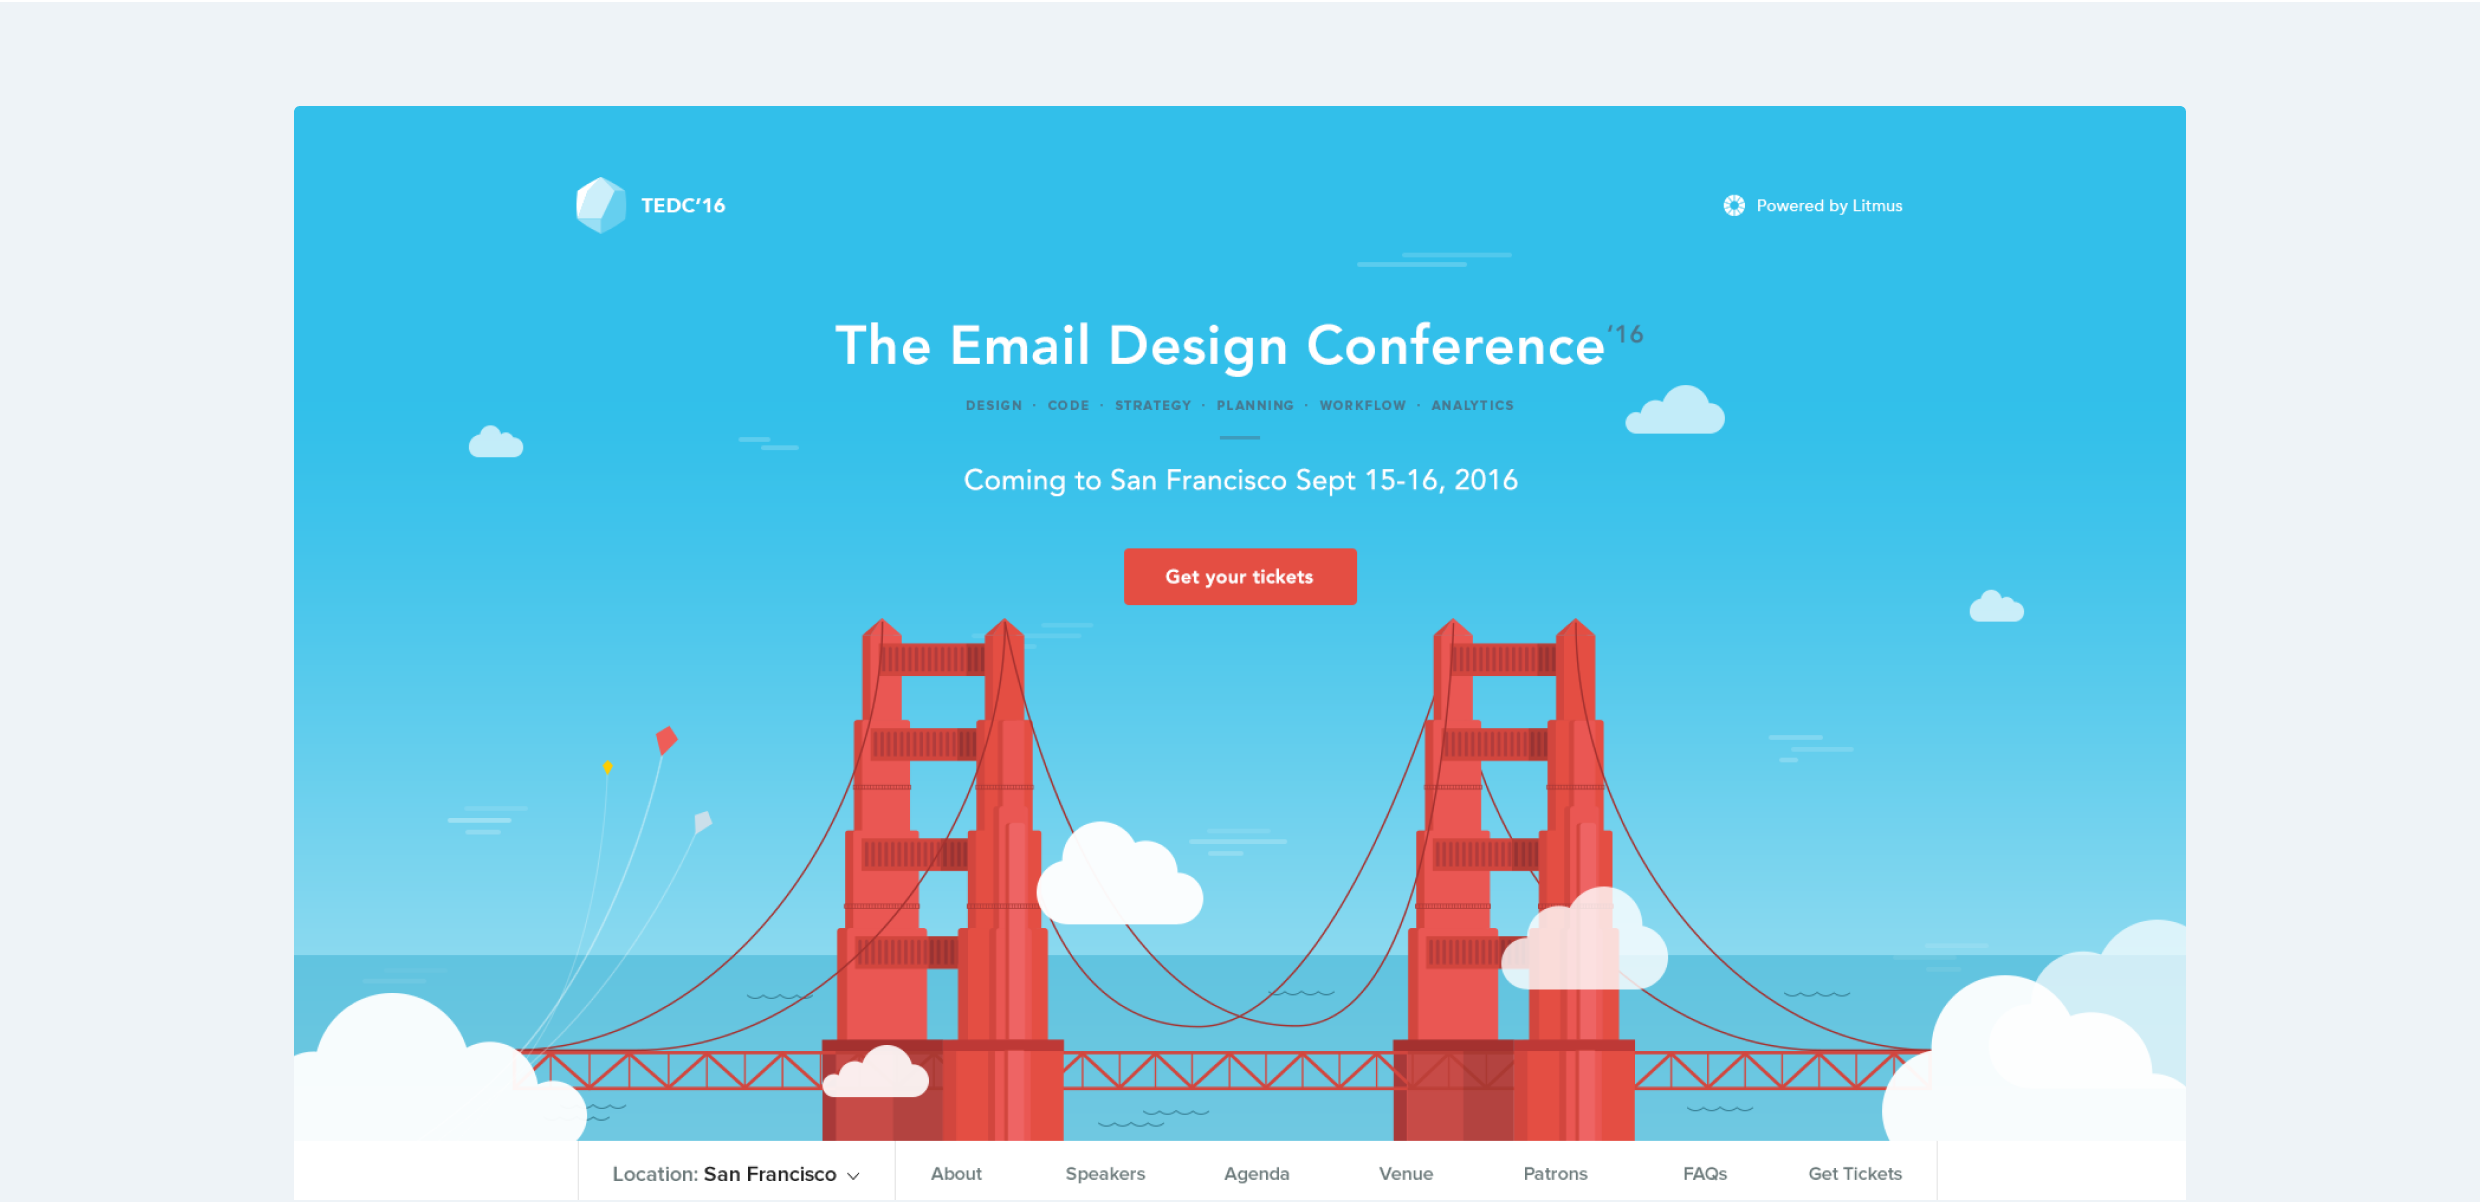 TEDC’16
Powered by Litmus
The Email Design Conference ’16
DESIGN · CODE · STRATEGY · PLANNING · WORKFLOW · ANALYTICS
Coming to San Francisco Sept 15-16, 2016
Get your tickets
Location: San Francisco About Speakers Agenda Venue Patrons FAQs Get Tickets